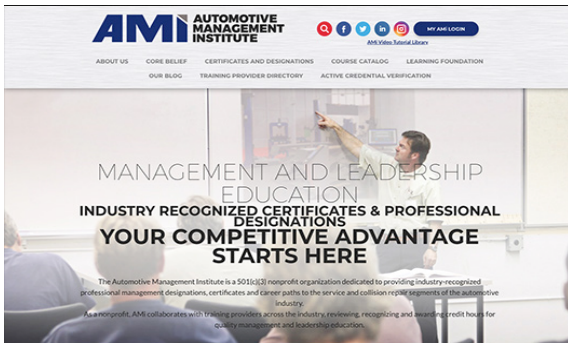 AMi AUTOMOTIVE
MANAGEMENT
INSTITUTE
MY AMi LOGIN
AMi Video Tutorial Library
ABOUT US CORE BELIEF CERTIFICATES AND DESIGNATIONS COURSE CATALOG LEARNING FOUNDATION
OUR BLOG TRAINING PROVIDER DIRECTORY ACTIVE CREDENTIAL VERIFICATION
MANAGEMENT AND LEADERSHIP
EDUCATION
INDUSTRY RECOGNIZED CERTIFICATES & PROFESSIONAL
DESIGNATIONS
YOUR COMPETITIVE ADVANTAGE
STARTS HERE
The Automotive Management Institute is a 501(c)(3) nonprofit organization dedicated to providing industry-recognized
professional management designations, certificates and career paths to the service and collision repair segments of the automotive
industry.
As a nonprofit, AMi collaborates with training providers across the industry, reviewing, recognizing and awarding credit hours for
quality management and leadership education.